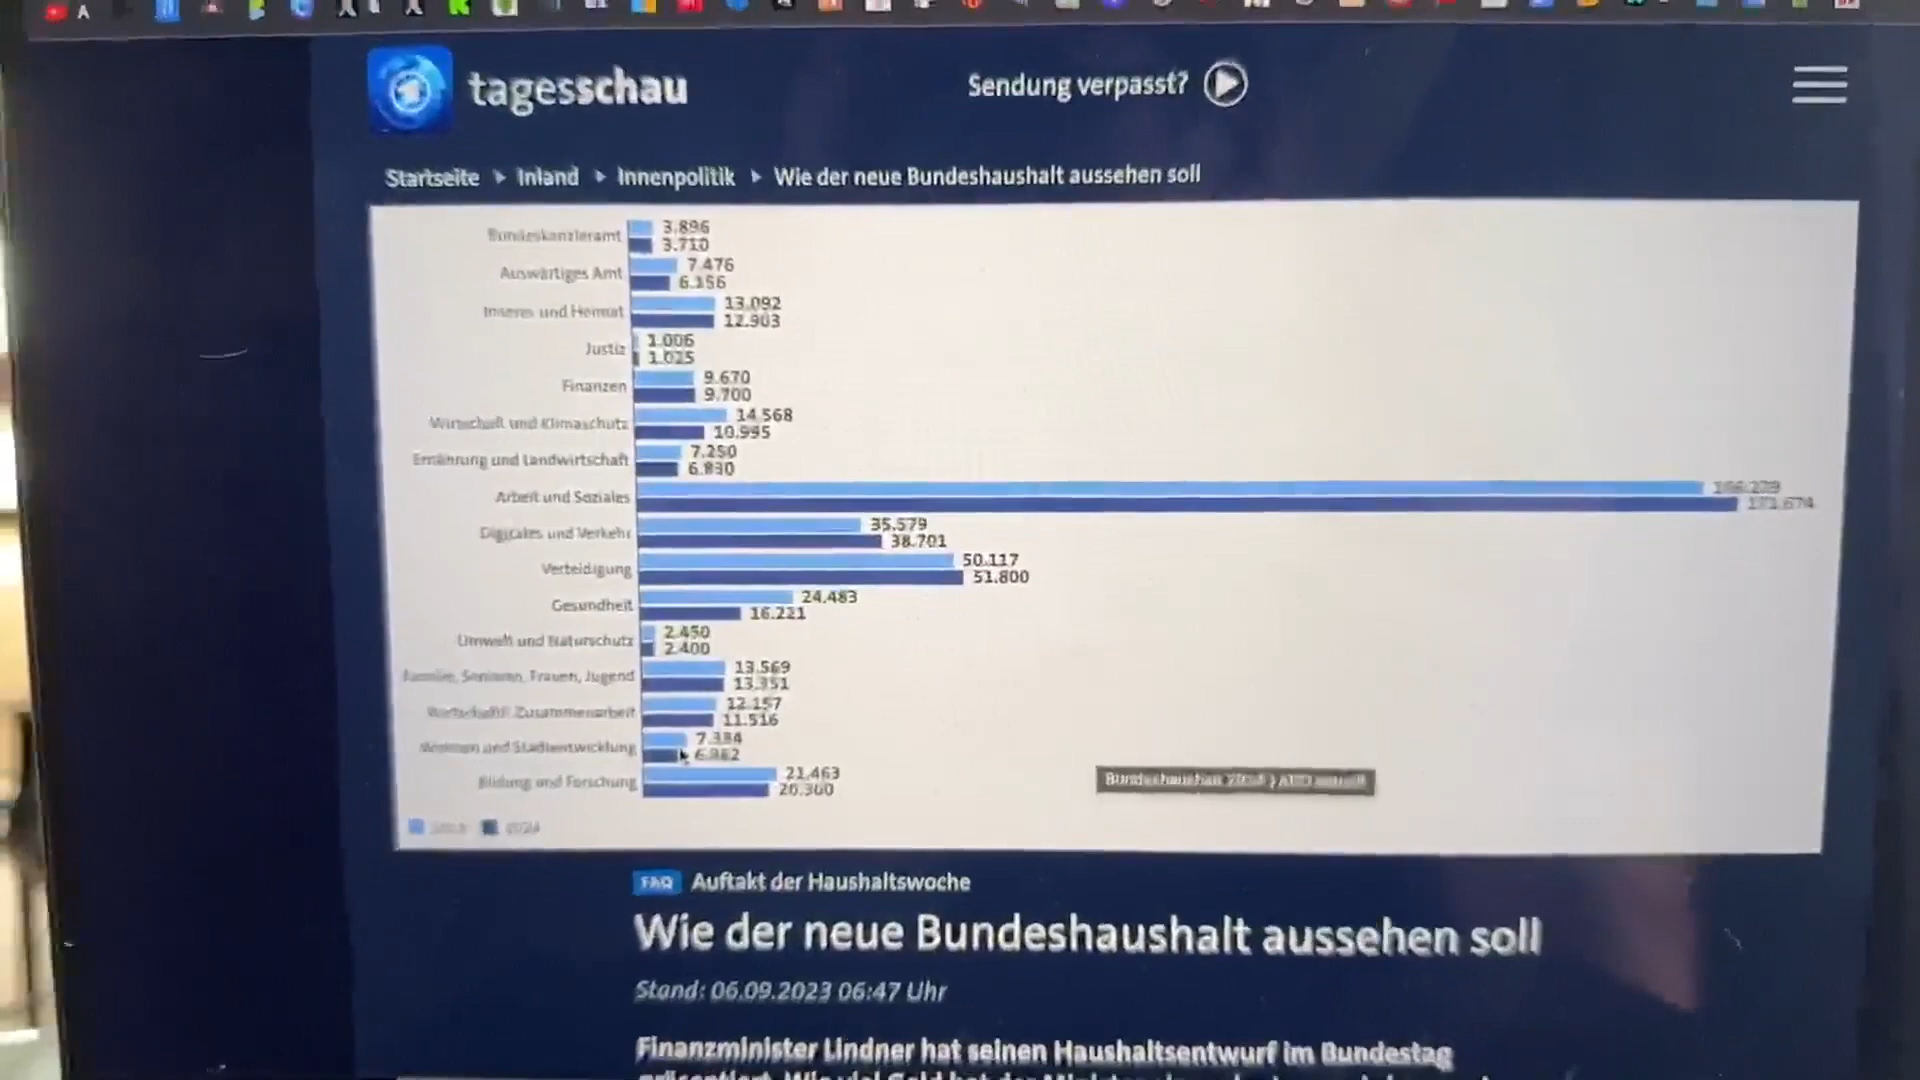 A
tagesschau
Sendung verpasst?
Startseite
Inland
Innenpolitik
Wie der neue Bundeshaushalt aussehen soll
Bundeskanzleramt
3.896
3.710
Auswärtiges Amt
7.476
6.156
Inneres und Heimat
13.092
12.903
Justiz
1.006
1.025
Finanzen
9.670
9.700
Wirtschaft und Klimaschutz
14.568
10.995
Ernährung und Landwirtschaft
7.250
6.830
Arbeit und Soziales
171.674
Digitales und Verkehr
35.579
38.701
Verteidigung
50.117
51.800
Gesundheit
24.483
16.221
Umwelt und Naturschutz
2.450
2.400
Familie, Senioren, Frauen, Jugend
13.569
13.351
Wirtschaftl. Zusammenarbeit
12.157
11.516
Wohnen und Stadtentwicklung
7.334
Bildung und Forschung
21.463
20.300
2024
Bundeshaushalt
FAQ Auftakt der Haushaltswoche
Wie der neue Bundeshaushalt aussehen soll
Stand: 06.09.2023 06:47 Uhr
Finanzminister Lindner hat seinen Haushaltsentwurf im Bundestag